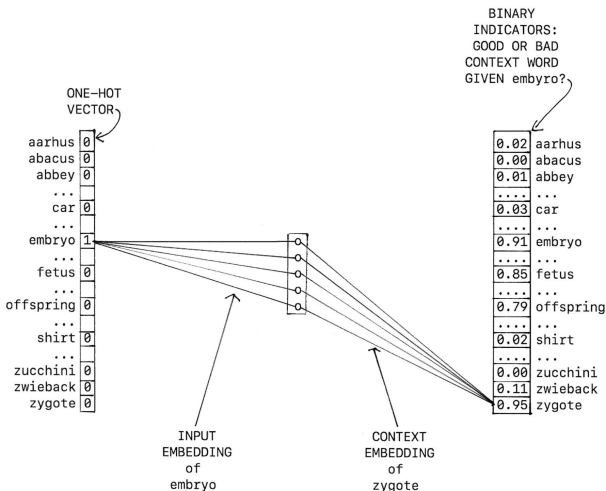 BINARY
INDICATORS:
GOOD OR BAD
CONTEXT WORD
GIVEN embyro?
ONE-HOT
VECTOR
aarhus 0
abacus 0
abbey 0
...
car 0
...
embryo 1
...
fetus 0
...
offspring 0
...
shirt 0
...
zucchini 0
zwieback 0
zygote 0
0.02 aarhus
0.00 abacus
0.01 abbey
.... ...
0.03 car
.... ...
0.91 embryo
.... ...
0.85 fetus
.... ...
0.79 offspring
.... ...
0.02 shirt
.... ...
0.00 zucchini
0.11 zwieback
0.95 zygote
INPUT
EMBEDDING
of
embryo
CONTEXT
EMBEDDING
of
zygote